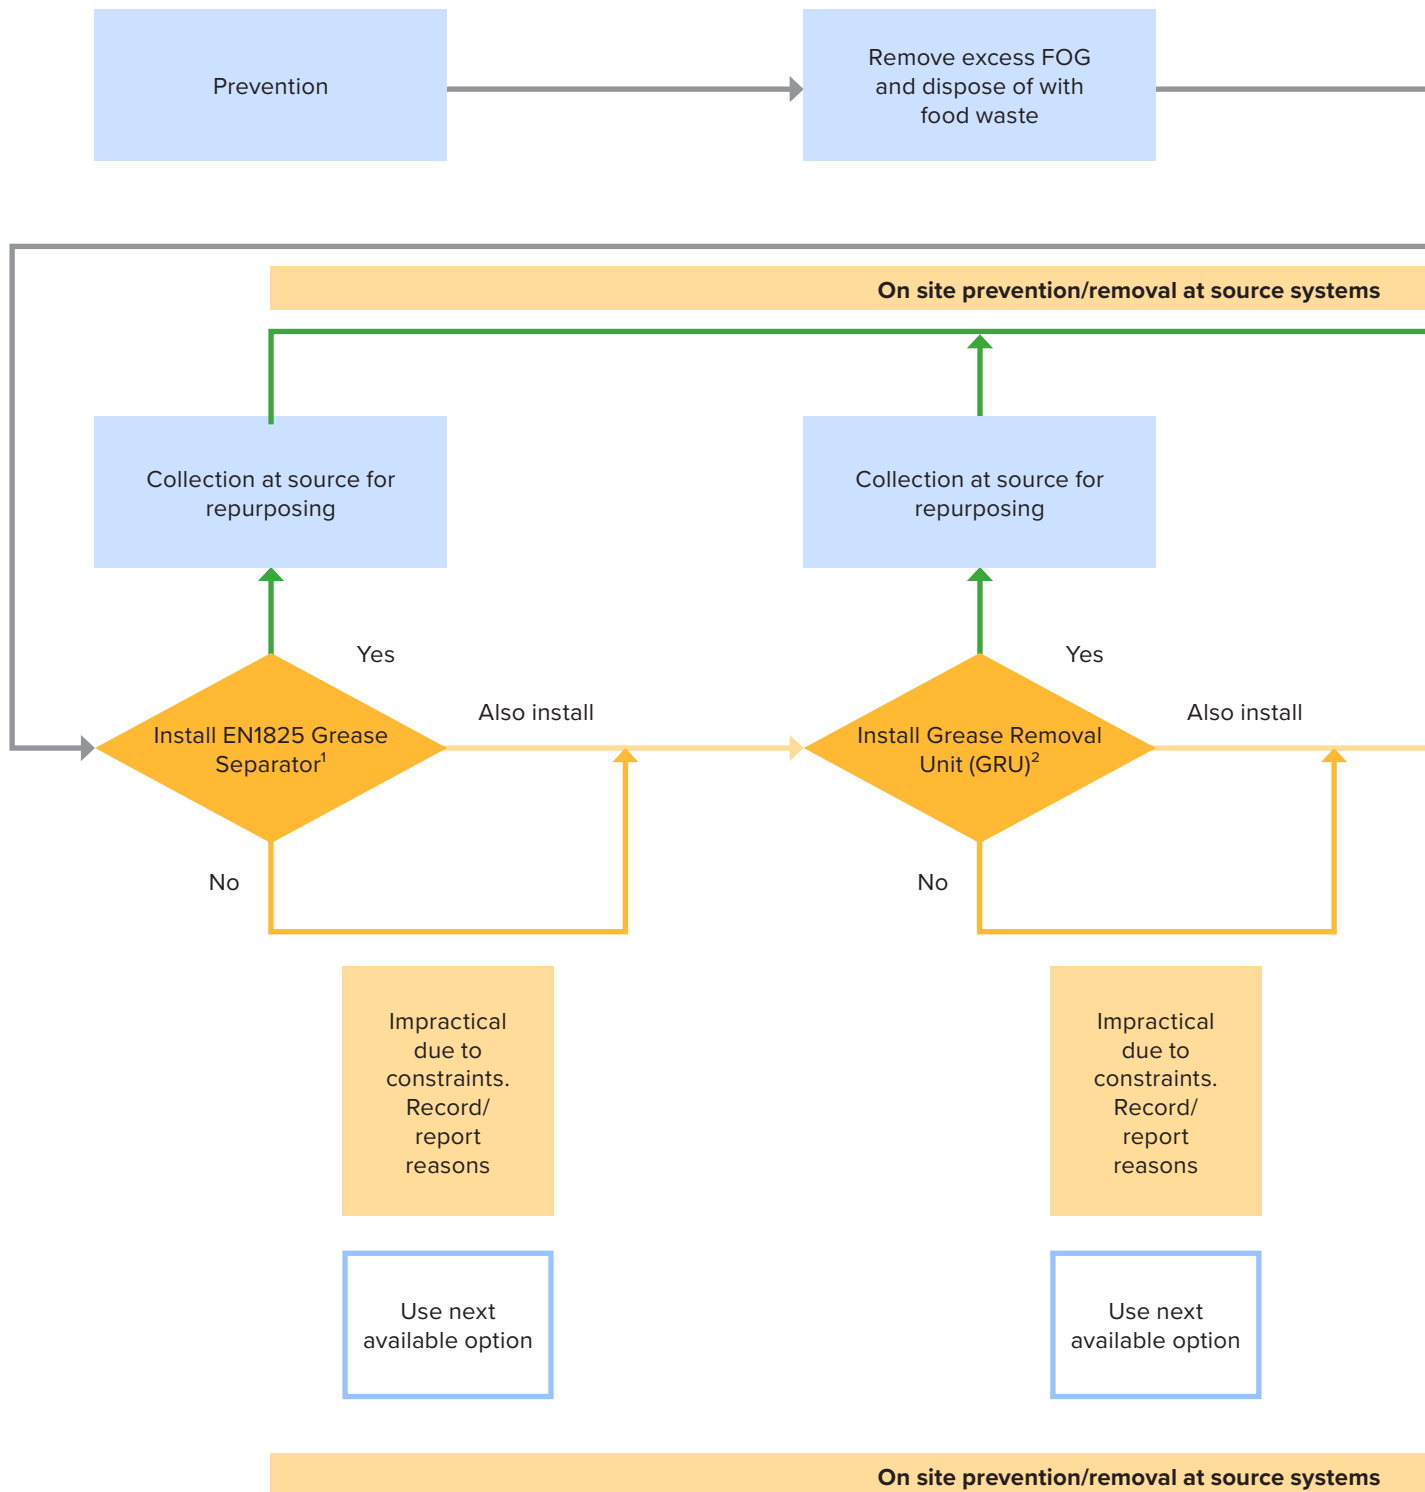 Prevention
Remove excess FOG
and dispose of with
food waste
On site prevention/removal at source systems
Collection at source for
repurposing
Collection at source for
repurposing
Yes
Yes
Also install
Also install
Install EN1825 Grease
Separator¹
Install Grease Removal
Unit (GRU)²
No
No
Impractical
due to
constraints.
Record/
report
reasons
Impractical
due to
constraints.
Record/
report
reasons
Use next
available option
Use next
available option
On site prevention/removal at source systems